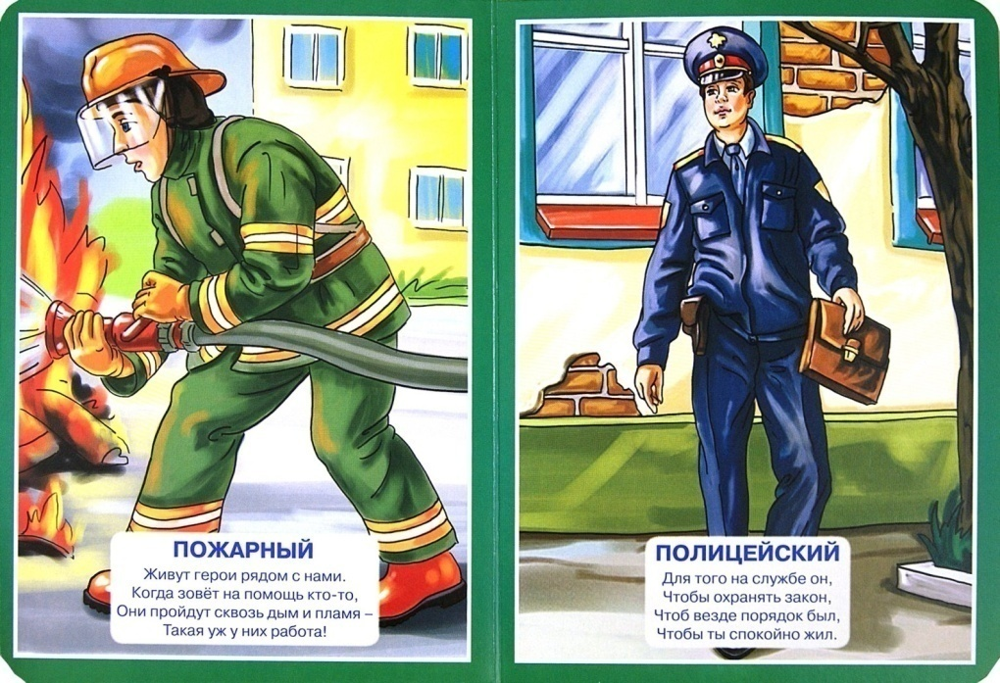 ПОЖАРНЫЙ
Живут герои рядом с нами.
Когда зовёт на помощь кто-то,
Они пройдут сквозь дым и пламя –
Такая уж у них работа!
ПОЛИЦЕЙСКИЙ
Для того на службе он,
Чтобы охранять закон,
Чтоб везде порядок был,
Чтобы ты спокойно жил.